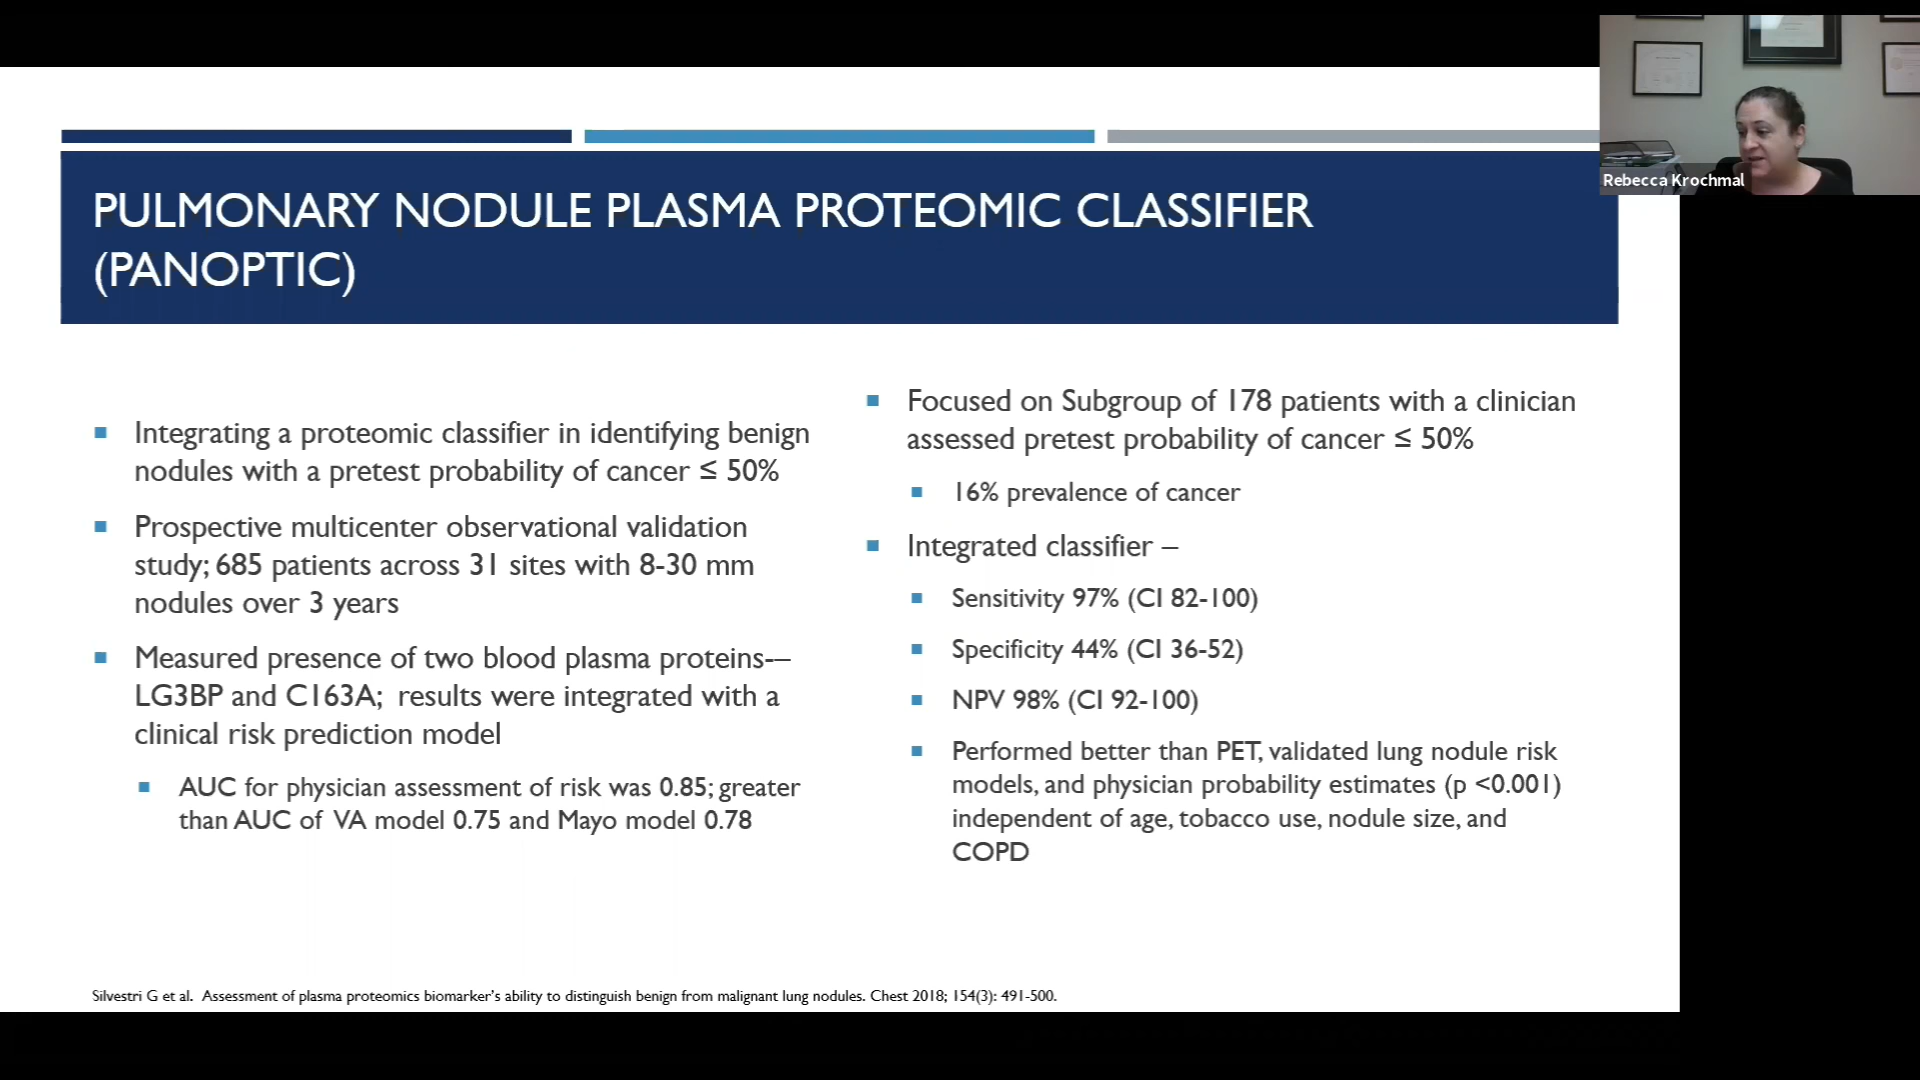 PULMONARY NODULE PLASMA PROTEOMIC CLASSIFIER
(PANOPTIC)
Rebecca Krochmal
Integrating a proteomic classifier in identifying benign
nodules with a pretest probability of cancer ≤ 50%
Prospective multicenter observational validation
study; 685 patients across 31 sites with 8-30 mm
nodules over 3 years
Measured presence of two blood plasma proteins-–
LG3BP and C163A;  results were integrated with a
clinical risk prediction model
AUC for physician assessment of risk was 0.85; greater
than AUC of VA model 0.75 and Mayo model 0.78
Focused on Subgroup of 178 patients with a clinician
assessed pretest probability of cancer ≤ 50%
16% prevalence of cancer
Integrated classifier –
Sensitivity 97% (CI 82-100)
Specificity 44% (CI 36-52)
NPV 98% (CI 92-100)
Performed better than PET, validated lung nodule risk
models, and physician probability estimates (p <0.001)
independent of age, tobacco use, nodule size, and
COPD
Silvestri G et al.  Assessment of plasma proteomics biomarker's ability to distinguish benign from malignant lung nodules. Chest 2018; 154(3): 491-500.